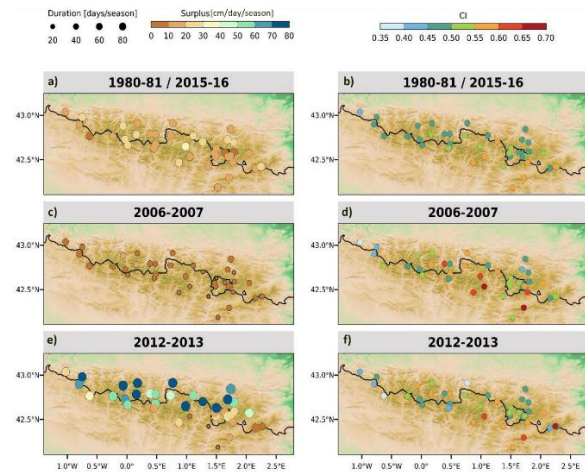 Duration [days/season]
20 40 60 80
Surplus[cm/day/season]
0 10 20 30 40 50 60 70 80
CI
0.35 0.40 0.45 0.50 0.55 0.60 0.65 0.70
a) 1980-81 / 2015-16
b) 1980-81 / 2015-16
43.0°N
42.5°N
c) 2006-2007
d) 2006-2007
43.0°N
42.5°N
e) 2012-2013
f) 2012-2013
43.0°N
42.5°N
1.0°W 0.5°W 0.0° 0.5°E 1.0°E 1.5°E 2.0°E 2.5°E
1.0°W 0.5°W 0.0° 0.5°E 1.0°E 1.5°E 2.0°E 2.5°E